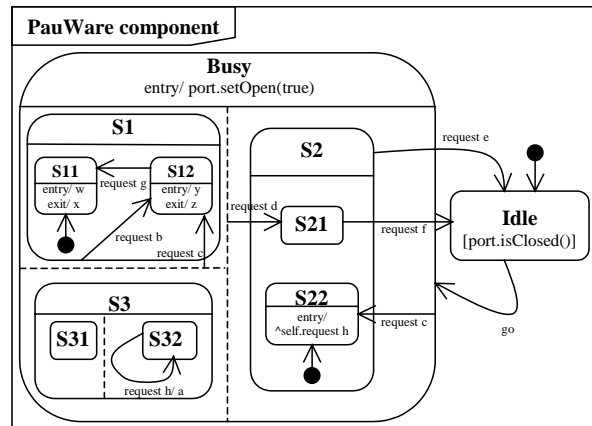 PauWare component
Busy
entry/ port.setOpen(true)
S1
S11
entry/ w
exit/ x
request g
S12
entry/ y
exit/ z
request b
request c
S2
request d
S21
request f
request e
Idle
[port.isClosed()]
go
S22
entry/
^self.request h
request c
S3
S31
S32
request h/ a